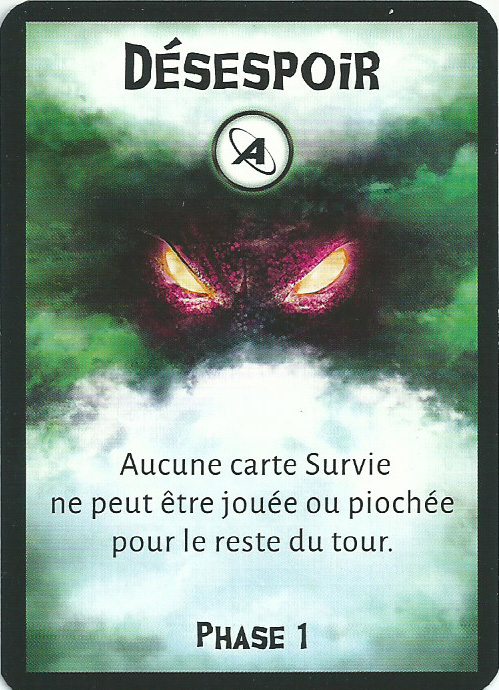 Désespoir
A
Aucune carte Survie
ne peut être jouée ou piochée
pour le reste du tour.
Phase 1